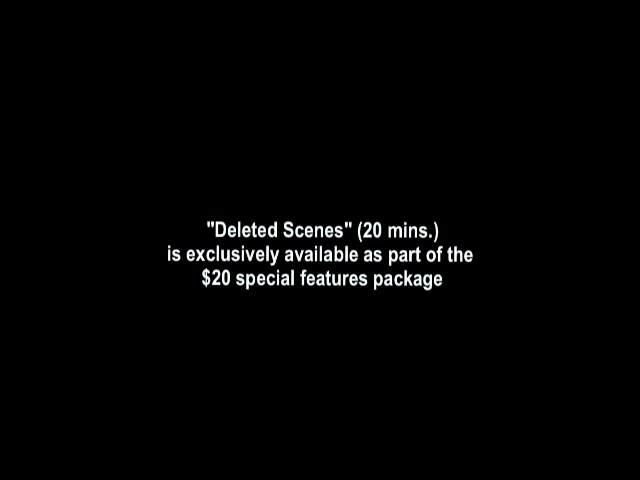 "Deleted Scenes" (20 mins.)
is exclusively available as part of the
$20 special features package